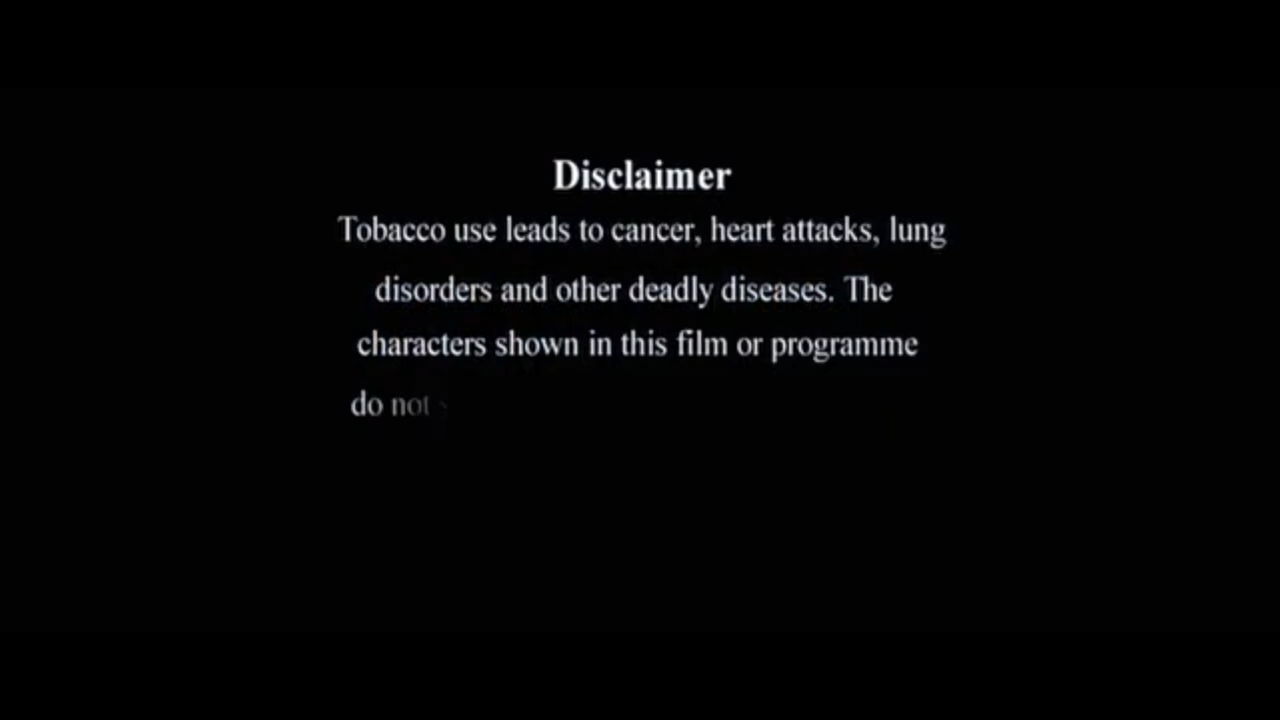 Disclaimer
Tobacco use leads to cancer, heart attacks, lung
disorders and other deadly diseases. The
characters shown in this film or programme
do not